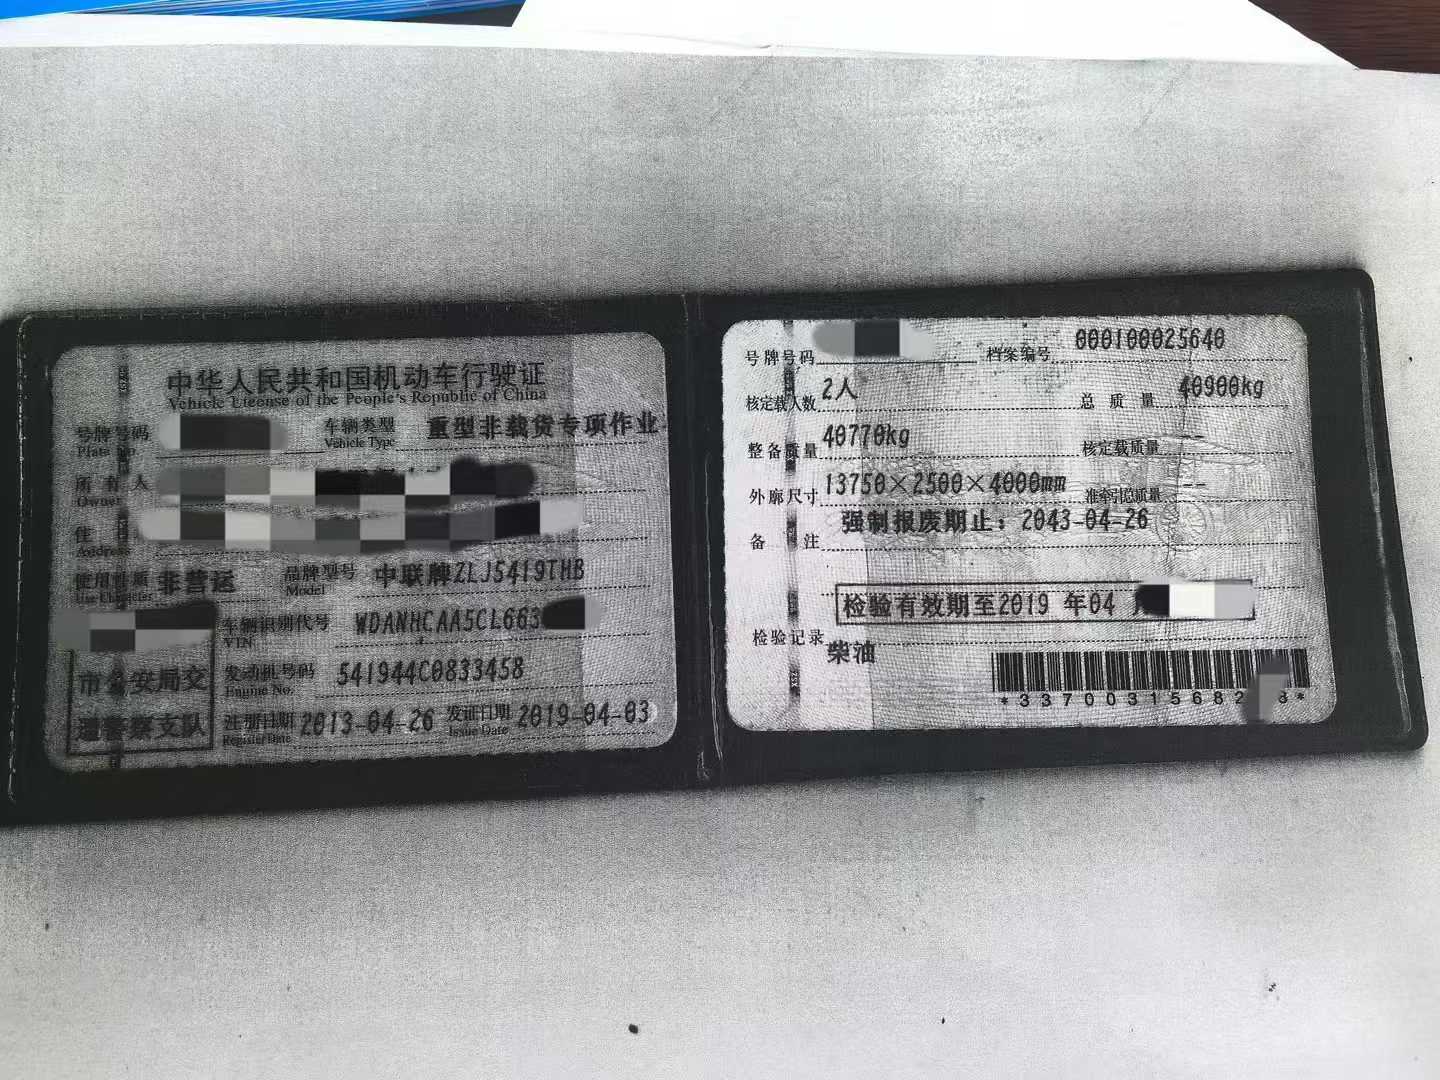 中华人民共和国机动车行驶证
Vehicle License of the People's Republic of China
号牌号码
Plate No.
车辆类型 重型非载货专项作业
Vehicle Type
所有人
Owner
住
Address
使用性质 非营运
Use Character
品牌型号 中联牌ZLJ5419THB
Model
车辆识别代号 WDANHCAA5CL663
VIN
发动机号码 541944C0833458
Engine No.
市公安局交
通警察支队
注册日期 2013-04-26
Register Date
发证日期 2019-04-03
Issue Date
号牌号码
档案编号 000100025640
核定载人数 2人
总质量 40900kg
整备质量 40770kg
核定载质量 --
外廓尺寸 13750×2500×4000mm
准牵引总质量 --
备注 强制报废期止：2043-04-26
检验有效期至2019 年04
检验记录
柴油
*33700315682 8*